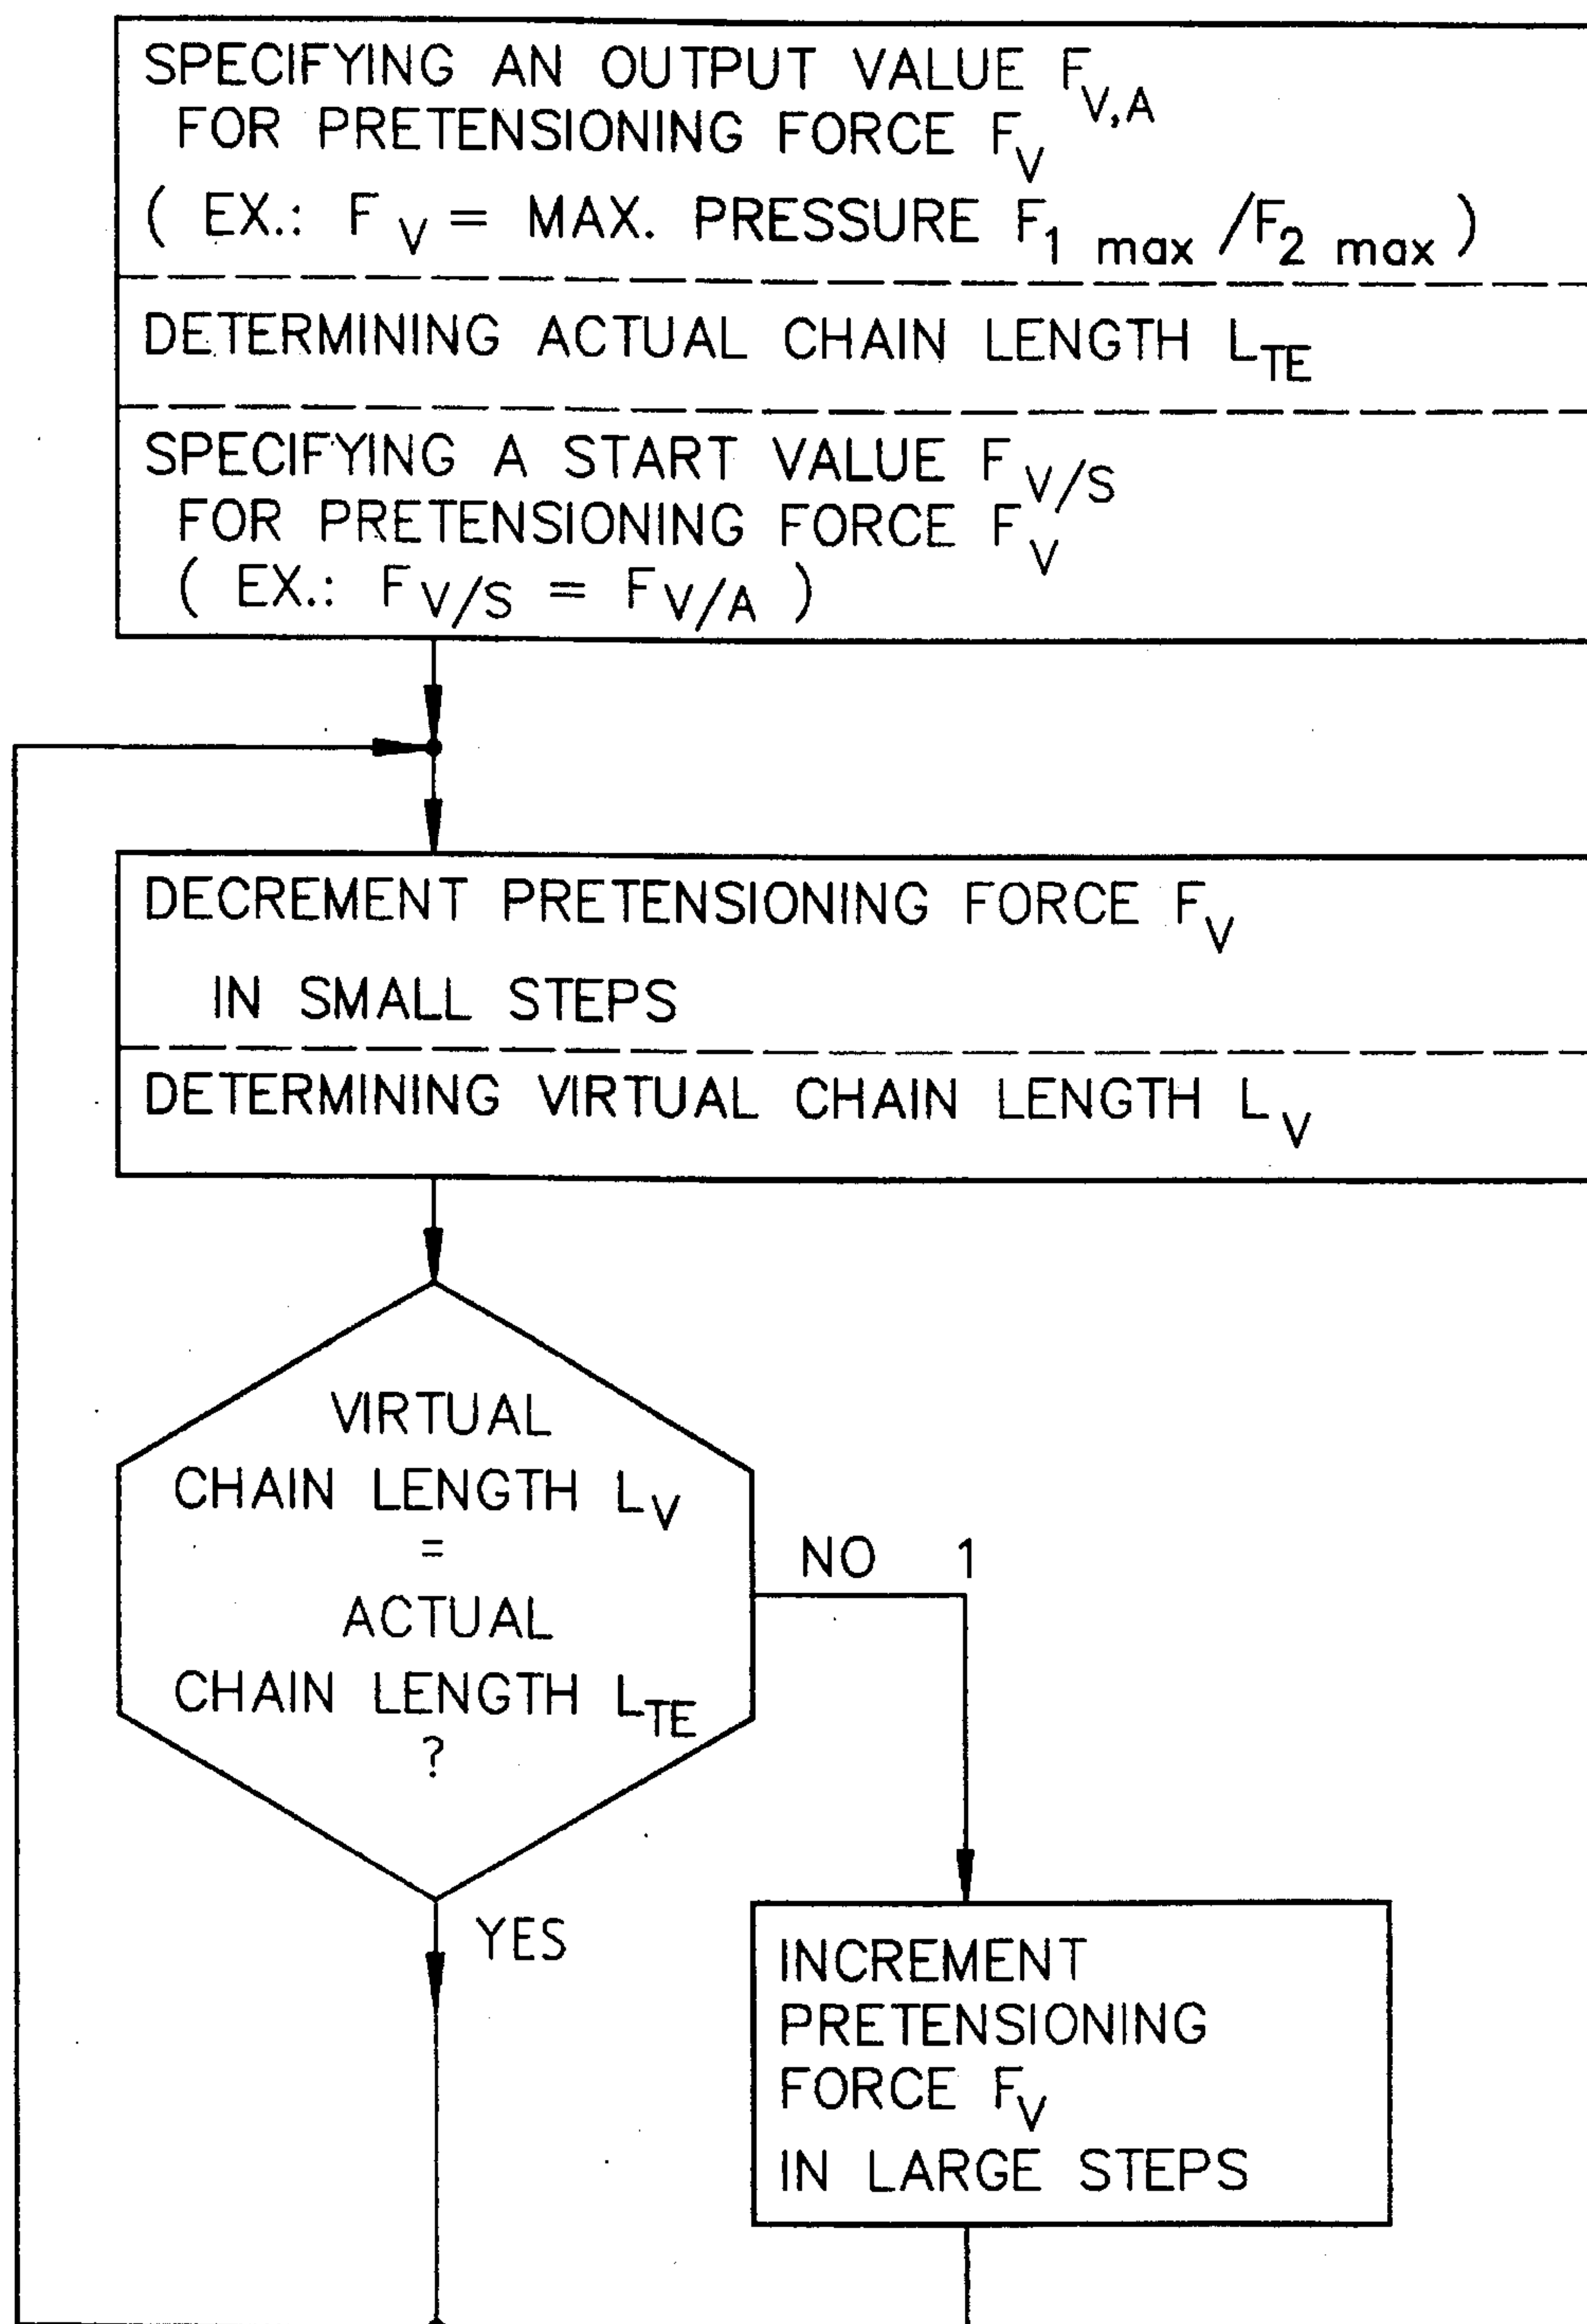 SPECIFYING AN OUTPUT VALUE F V,A
FOR PRETENSIONING FORCE F V
( EX.: F V = MAX. PRESSURE F 1 max /F 2 max )
DETERMINING ACTUAL CHAIN LENGTH L TE
SPECIFYING A START VALUE F V/S
FOR PRETENSIONING FORCE F V
( EX.: F V/S = F V/A )
DECREMENT PRETENSIONING FORCE F V
IN SMALL STEPS
DETERMINING VIRTUAL CHAIN LENGTH L V
VIRTUAL
CHAIN LENGTH L V
=
ACTUAL
CHAIN LENGTH L TE
?
NO 1
YES
INCREMENT
PRETENSIONING
FORCE F V
IN LARGE STEPS